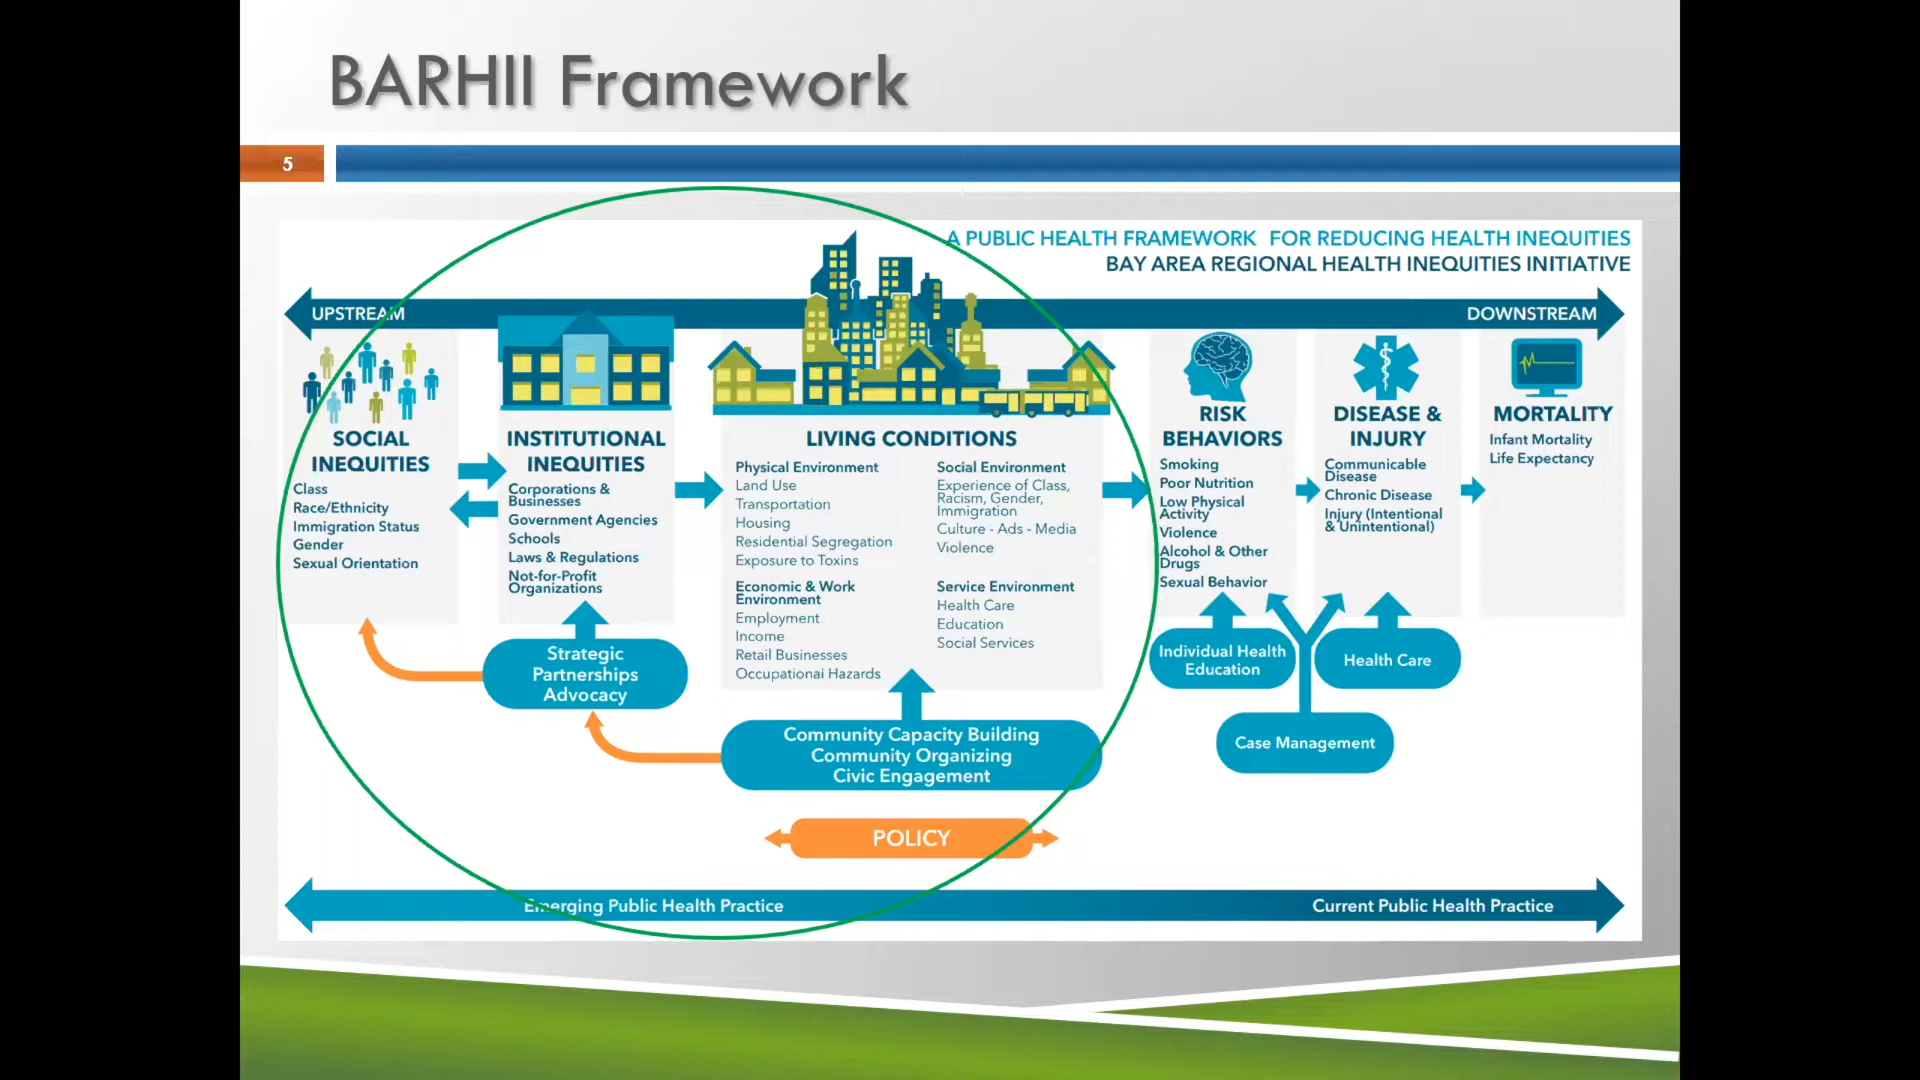 BARHII Framework
5
A PUBLIC HEALTH FRAMEWORK FOR REDUCING HEALTH INEQUITIES
BAY AREA REGIONAL HEALTH INEQUITIES INITIATIVE
UPSTREAM
DOWNSTREAM
SOCIAL
INEQUITIES
Class
Race/Ethnicity
Immigration Status
Gender
Sexual Orientation
INSTITUTIONAL
INEQUITIES
Corporations &
Businesses
Government Agencies
Schools
Laws & Regulations
Not-for-Profit
Organizations
Strategic
Partnerships
Advocacy
LIVING CONDITIONS
Physical Environment
Land Use
Transportation
Housing
Residential Segregation
Exposure to Toxins
Economic & Work
Environment
Employment
Income
Retail Businesses
Occupational Hazards
Social Environment
Experience of Class,
Racism, Gender,
Immigration
Culture - Ads - Media
Violence
Service Environment
Health Care
Education
Social Services
Community Capacity Building
Community Organizing
Civic Engagement
RISK
BEHAVIORS
Smoking
Poor Nutrition
Low Physical
Activity
Violence
Alcohol & Other
Drugs
Sexual Behavior
DISEASE &
INJURY
Communicable
Disease
Chronic Disease
Injury (Intentional
& Unintentional)
MORTALITY
Infant Mortality
Life Expectancy
Individual Health
Education
Health Care
Case Management
POLICY
Emerging Public Health Practice
Current Public Health Practice